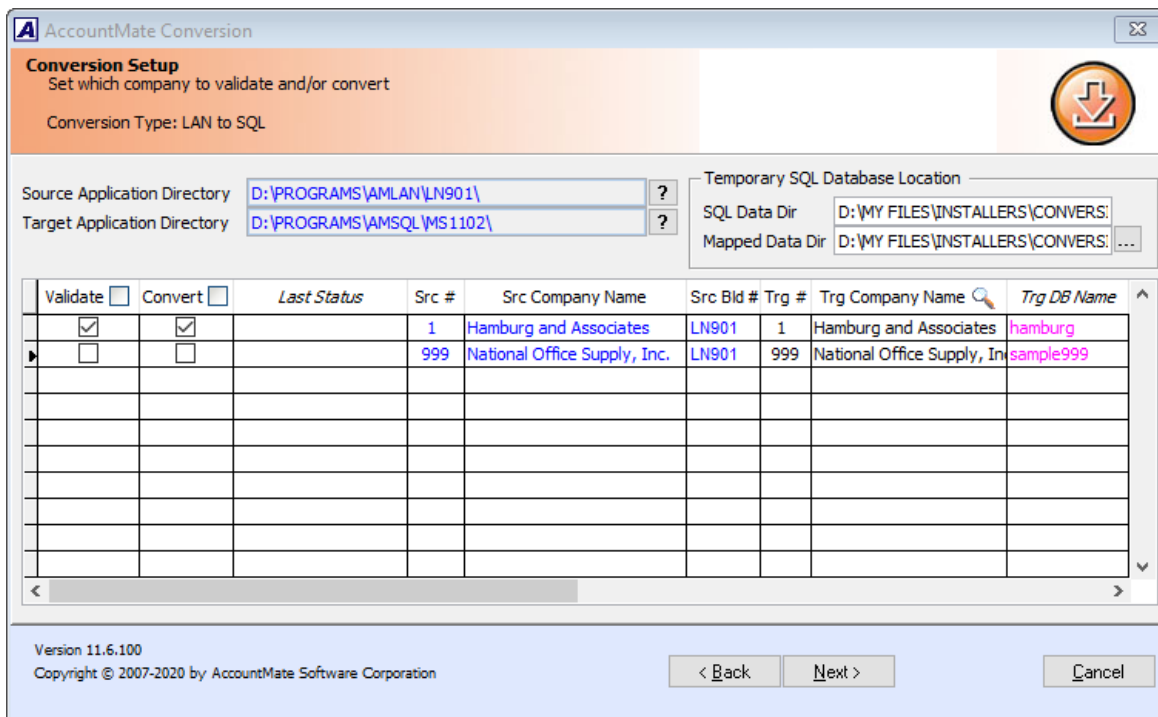 AccountMate Conversion
Conversion Setup
Set which company to validate and/or convert
Conversion Type: LAN to SQL
Source Application Directory D:\PROGRAMS\AMLAN\LN901\ ?
Target Application Directory D:\PROGRAMS\AMSQL\MS1102\ ?
Temporary SQL Database Location
SQL Data Dir D:\MY FILES\INSTALLERS\CONVERS
Mapped Data Dir D:\MY FILES\INSTALLERS\CONVERS ...
Validate Convert Last Status Src # Src Company Name Src Bld # Trg # Trg Company Name Trg DB Name
1 Hamburg and Associates LN901 1 Hamburg and Associates hamburg
999 National Office Supply, Inc. LN901 999 National Office Supply, In sample999
Version 11.6.100
Copyright © 2007-2020 by AccountMate Software Corporation
< Back Next > Cancel